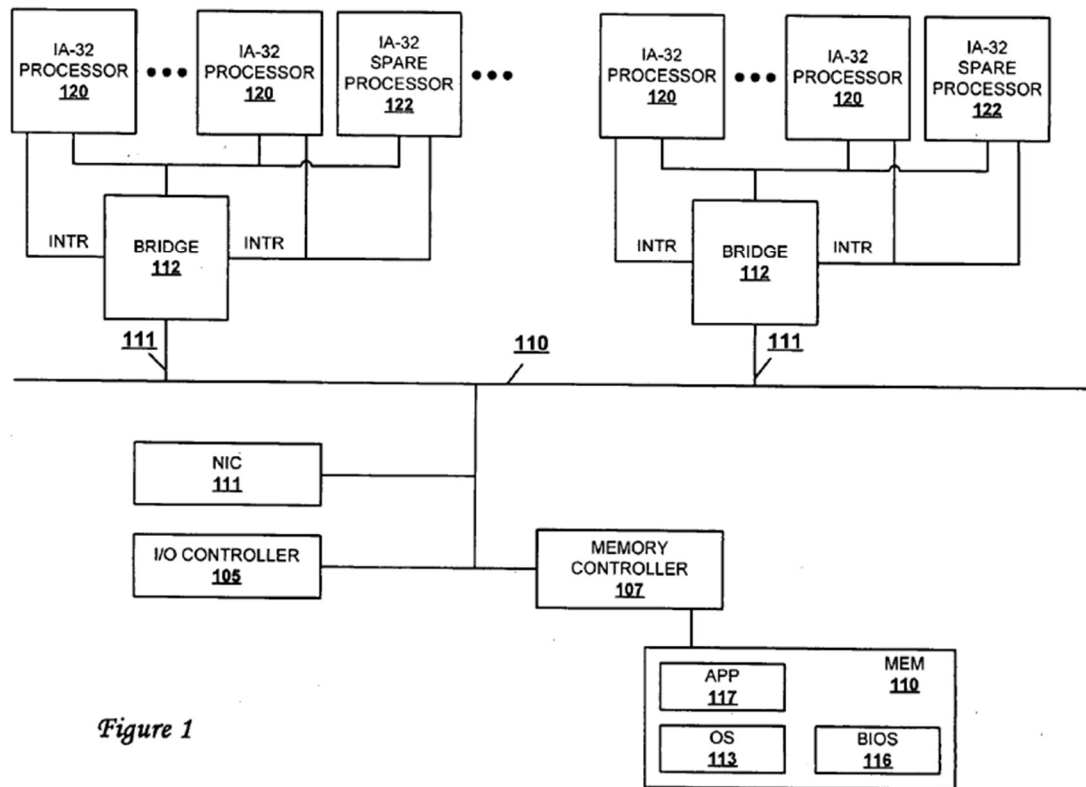 IA-32
PROCESSOR
120
IA-32
PROCESSOR
120
IA-32
SPARE
PROCESSOR
122
IA-32
PROCESSOR
120
IA-32
PROCESSOR
120
IA-32
SPARE
PROCESSOR
122
INTR
BRIDGE
112
INTR
INTR
BRIDGE
112
INTR
111
110
111
NIC
111
I/O CONTROLLER
105
MEMORY
CONTROLLER
107
MEM
110
APP
117
OS
113
BIOS
116
Figure 1